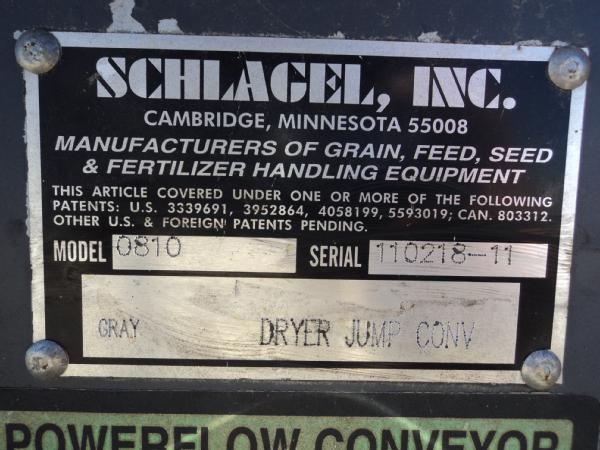 SCHLAGEL, INC.
CAMBRIDGE, MINNESOTA 55008
MANUFACTURERS OF GRAIN, FEED, SEED
& FERTILIZER HANDLING EQUIPMENT
THIS ARTICLE COVERED UNDER ONE OR MORE OF THE FOLLOWING
PATENTS: U.S. 3339691, 3952864, 4058199, 5593019; CAN. 803312.
OTHER U.S. & FOREIGN PATENTS PENDING.
MODEL 0810 SERIAL 110218-11
GRAY DRYER JUMP CONV
POWERFLOW CONVEYOR